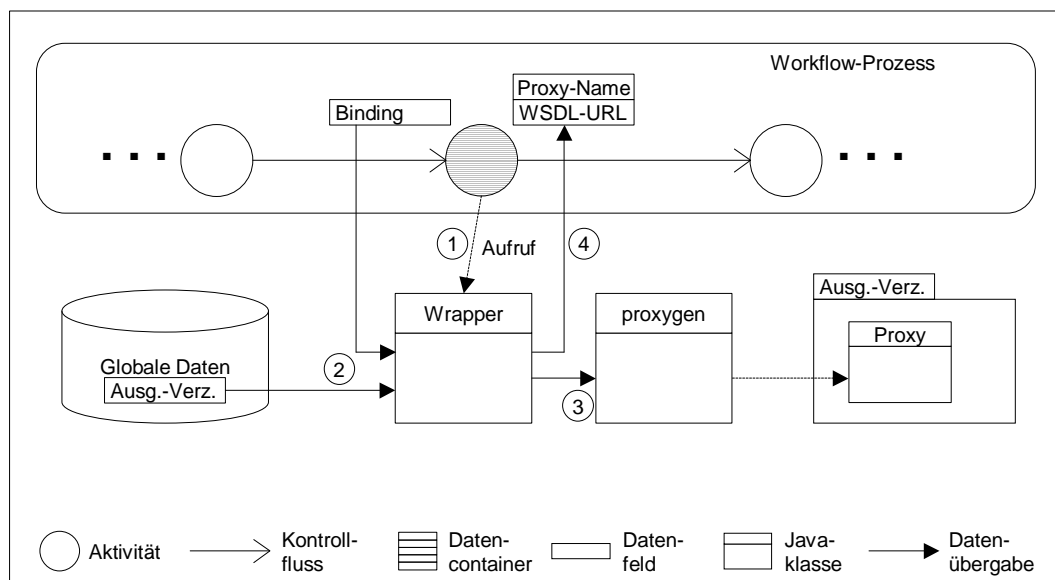 Workflow-Prozess
Proxy-Name
Binding
WSDL-URL
1
Aufruf
4
Ausg.-Verz.
Wrapper
proxygen
Proxy
Globale Daten
2
Ausg.-Verz.
3
Aktivität
Kontroll-
fluss
Daten-
container
Daten-
feld
Java-
klasse
Daten-
übergabe